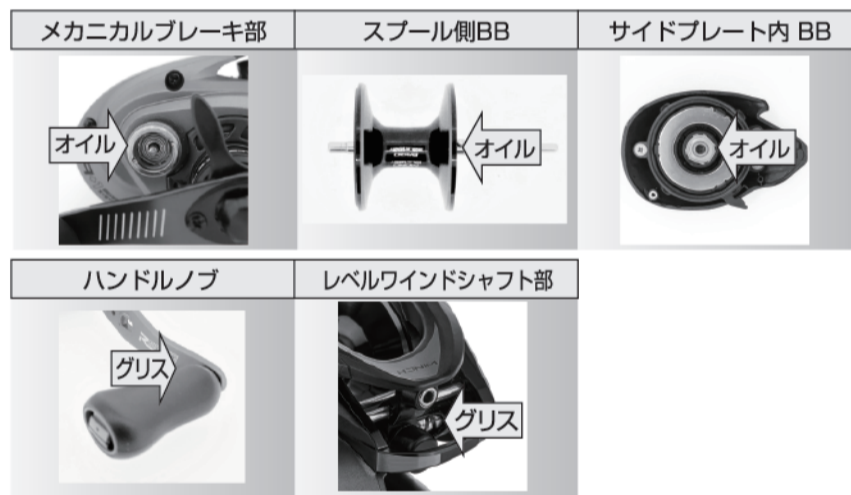 メカニカルブレーキ部
スプール側BB
サイドプレート内 BB
オイル
オイル
オイル
ハンドルノブ
レベルワインドシャフト部
グリス
グリス